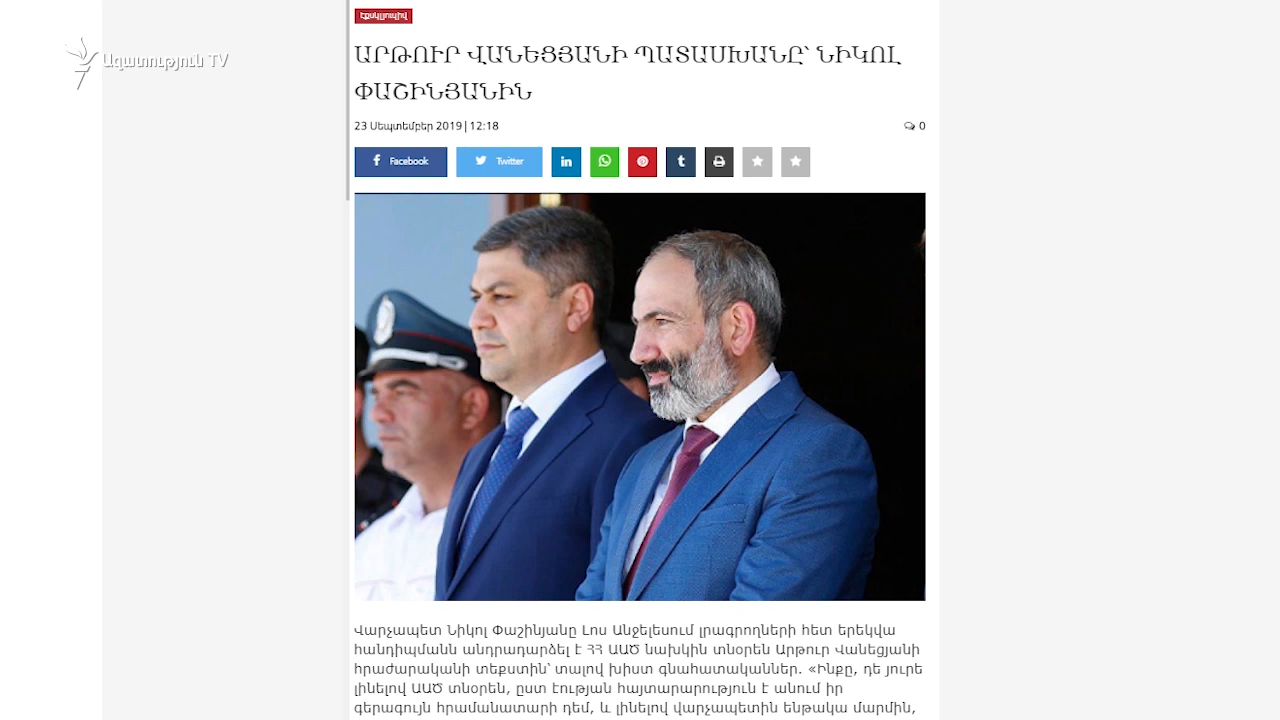 Էքսկլյուզիվ
Ազատություն TV
ԱՐԹՈՒՐ ՎԱՆԵՑՅԱՆԻ ՊԱՏԱՍԽԱՆԸ՝ ՆԻԿՈԼ
ՓԱՇԻՆՅԱՆԻՆ
23 Սեպտեմբեր 2019 | 12:18
0
Facebook
Twitter
Վարչապետ Նիկոլ Փաշինյանը Լոս Անջելեսում լրագրողների հետ երեկվա
հանդիպմանն անդրադարձել է ՀՀ ԱԱԾ նախկին տնօրեն Արթուր Վանեցյանի
հրաժարականի տեքստին՝ տալով խիստ գնահատականներ. «Ինքը, դե յուրե
լինելով ԱԱԾ տնօրեն, ըստ էության հայտարարություն է անում իր
գերագույն հրամանատարի դեմ, և լինելով վարչապետին ենթակա մարմին,